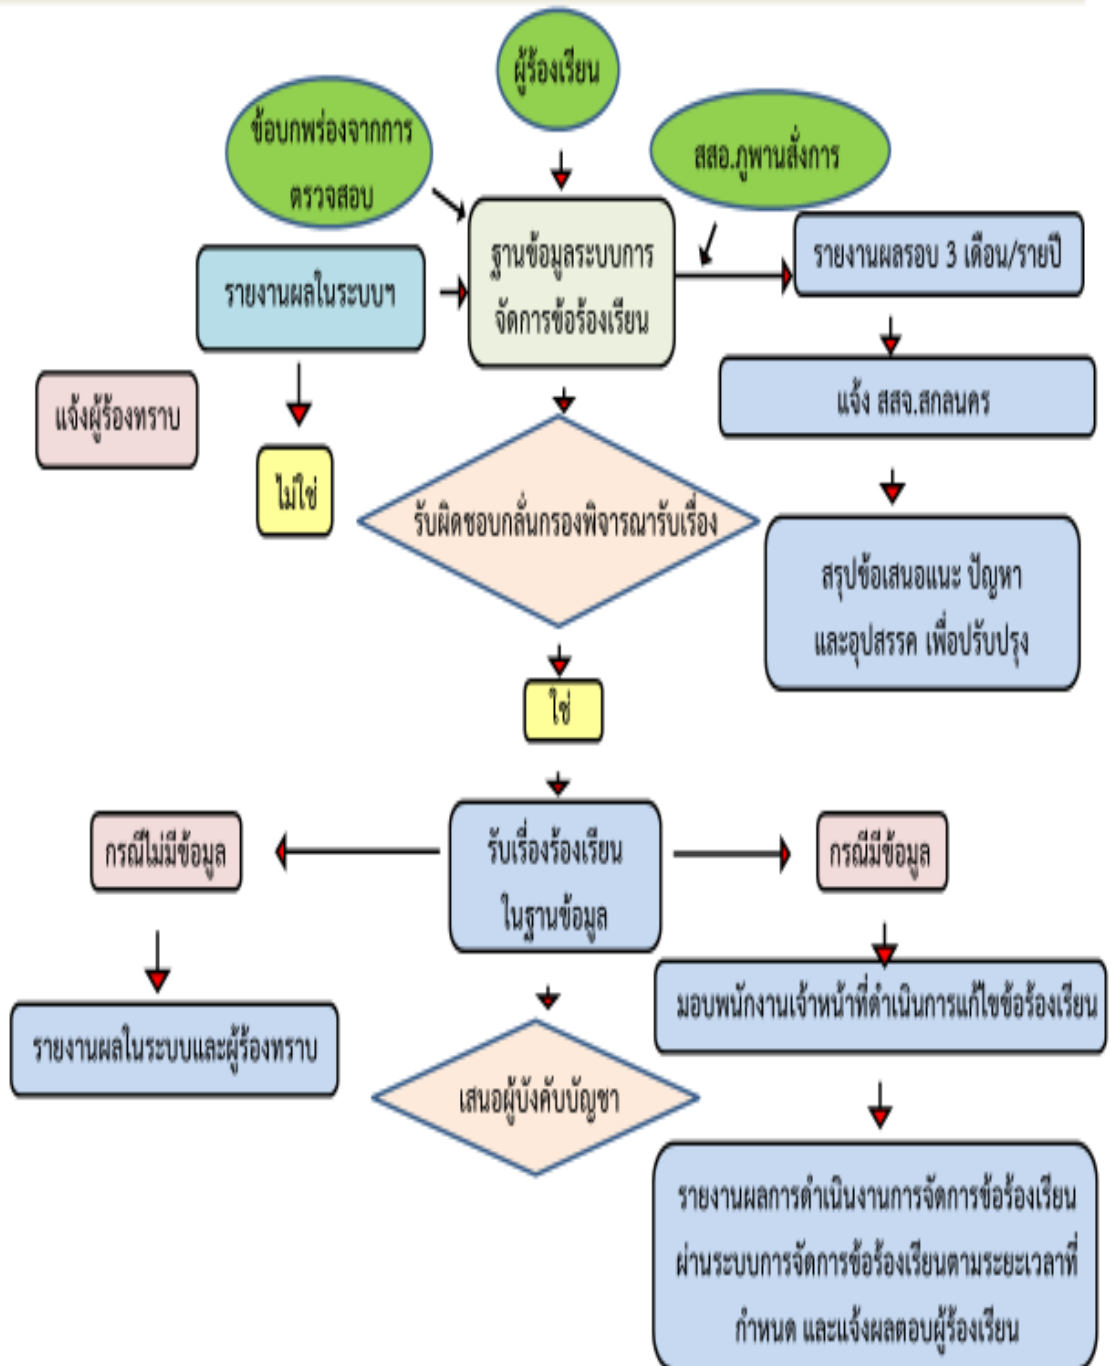 ผู้ร้องเรียน
ข้อบกพร่องจากการ
ตรวจสอบ
สสอ.ภูพานสั่งการ
ฐานข้อมูลระบบการ
จัดการข้อร้องเรียน
รายงานผลรอบ 3 เดือน/รายปี
รายงานผลในระบบฯ
แจ้ง สสจ.สกลนคร
แจ้งผู้ร้องทราบ
ไม่ใช่
รับผิดชอบกลั่นกรองพิจารณารับเรื่อง
สรุปข้อเสนอแนะ ปัญหา
และอุปสรรค เพื่อปรับปรุง
ใช่
กรณีไม่มีข้อมูล
รับเรื่องร้องเรียน
ในฐานข้อมูล
กรณีมีข้อมูล
มอบพนักงานเจ้าหน้าที่ดำเนินการแก้ไขข้อร้องเรียน
รายงานผลในระบบและผู้ร้องทราบ
เสนอผู้บังคับบัญชา
รายงานผลการดำเนินงานการจัดการข้อร้องเรียน
ผ่านระบบการจัดการข้อร้องเรียนตามระยะเวลาที่
กำหนด และแจ้งผลตอบผู้ร้องเรียน